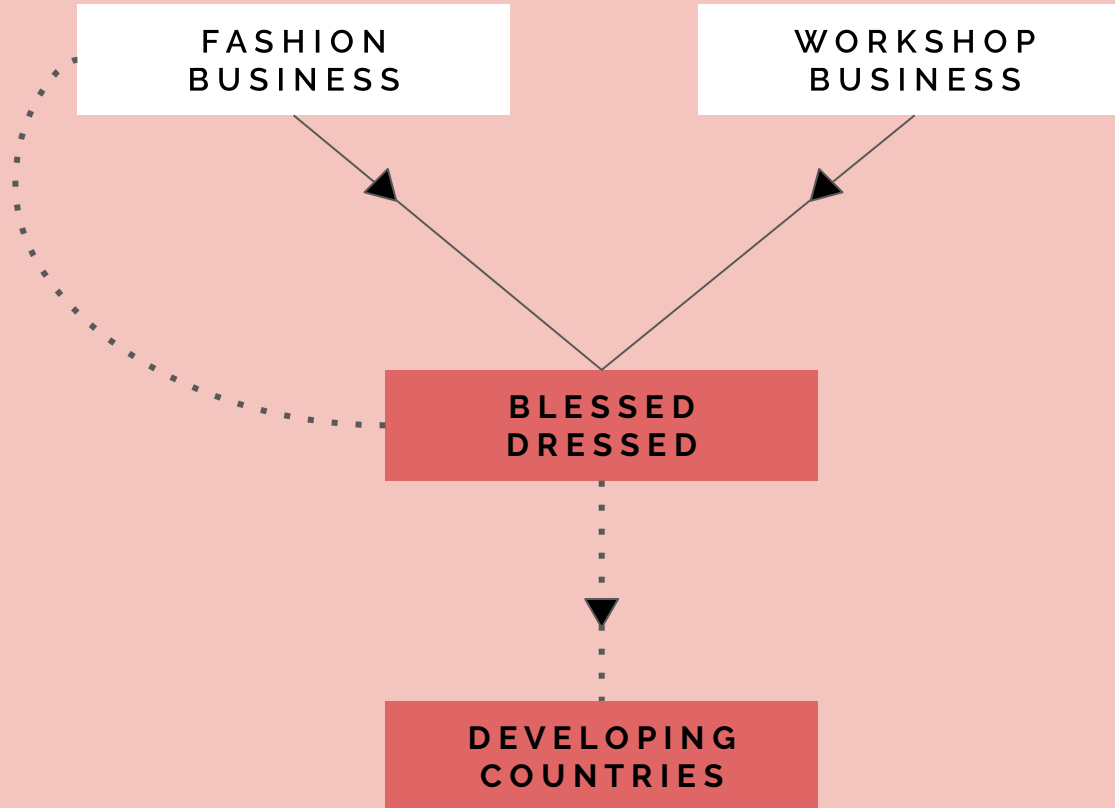 FASHION
BUSINESS
WORKSHOP
BUSINESS
BLESSED
DRESSED
DEVELOPING
COUNTRIES